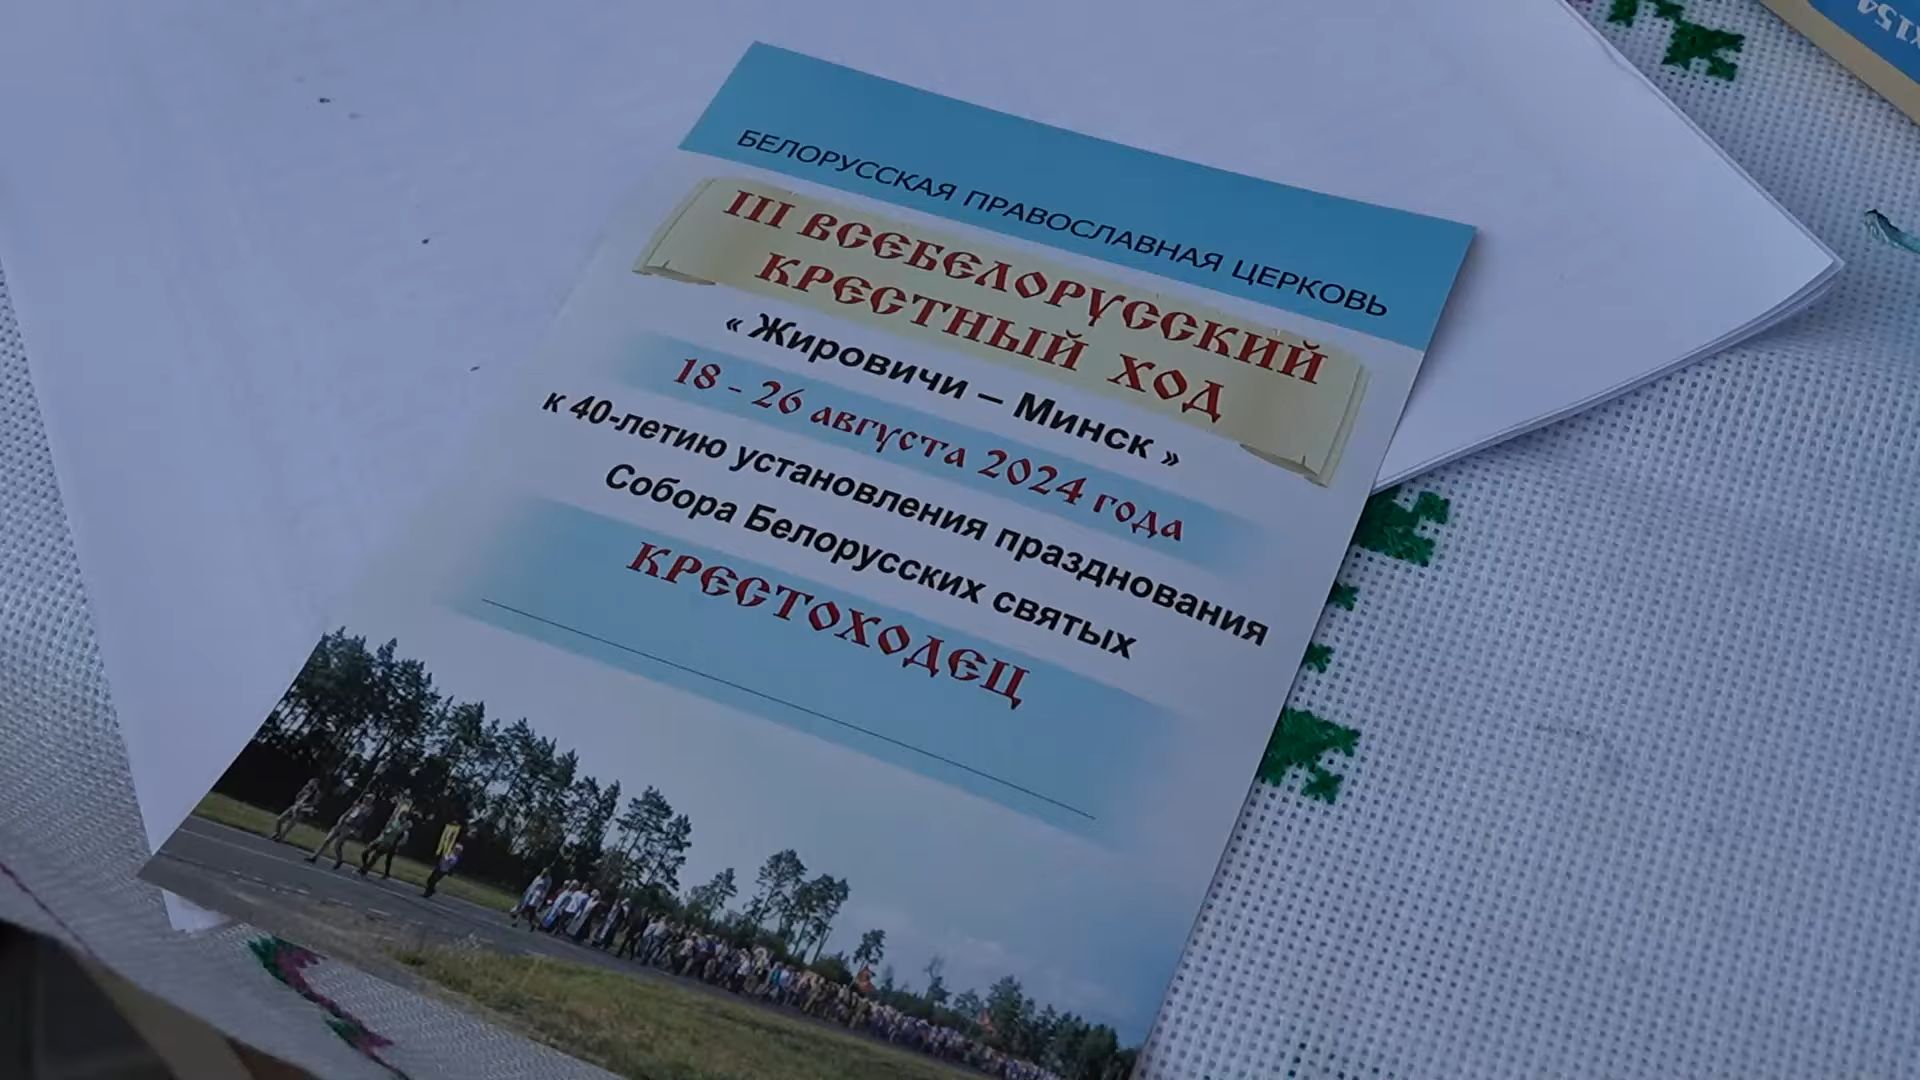 БЕЛОРУССКАЯ ПРАВОСЛАВНАЯ ЦЕРКОВЬ
III ВСЕБЕЛОРУССКИЙ
КРЕСТНЫЙ ХОД
« Жировичи – Минск »
18 - 26 августа 2024 года
к 40-летию установления празднования
Собора Белорусских святых
КРЕСТОХОДЕЦ